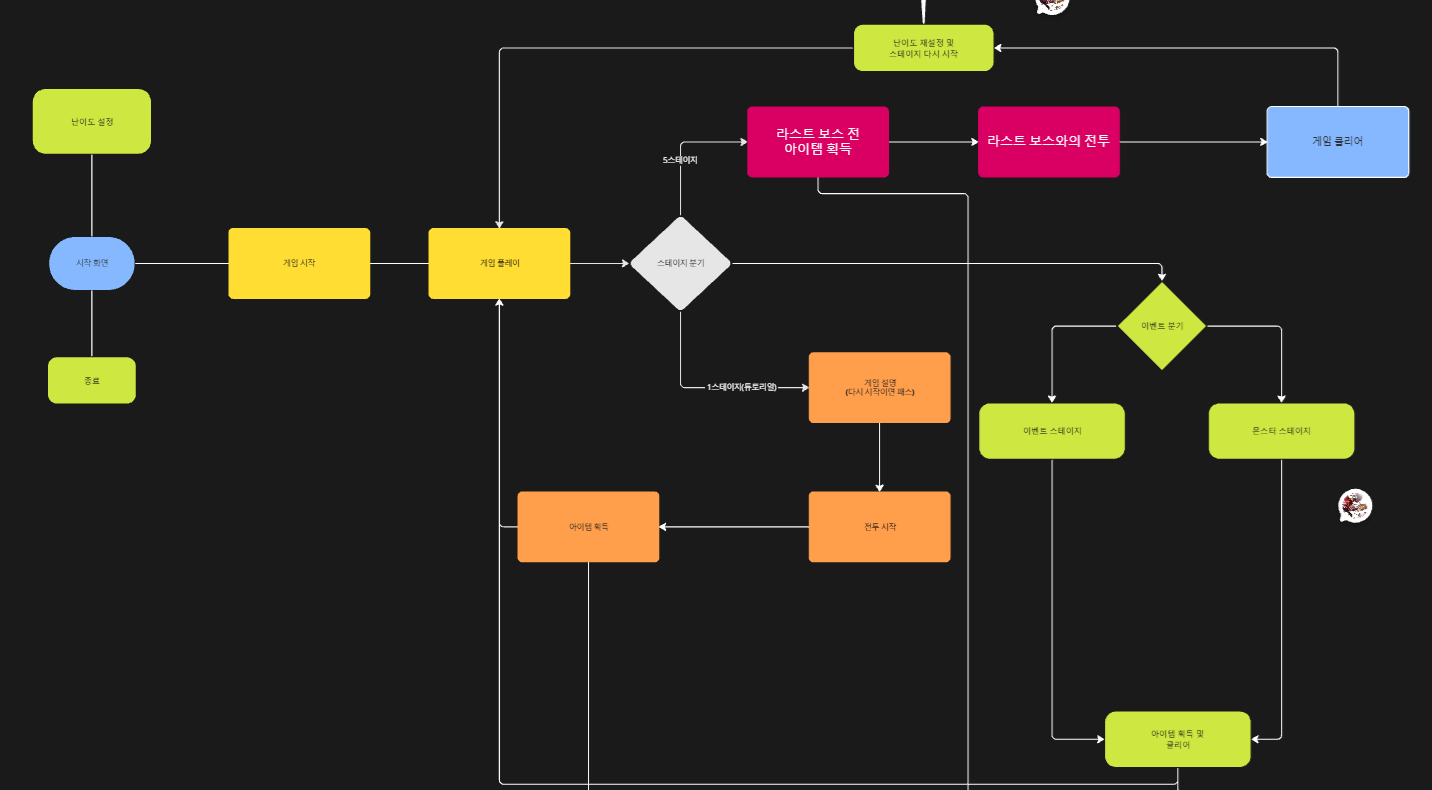 난이도 재설정 및
스테이지 다시 시작
난이도 설정
라스트 보스 전
아이템 획득
라스트 보스와의 전투
게임 클리어
5스테이지
시작 화면
게임 시작
게임 플레이
스테이지 분기
이벤트 분기
종료
1스테이지(튜토리얼)
게임 설명
(다시 시작이면 패스)
이벤트 스테이지
몬스터 스테이지
아이템 획득
전투 시작
아이템 획득 및
클리어